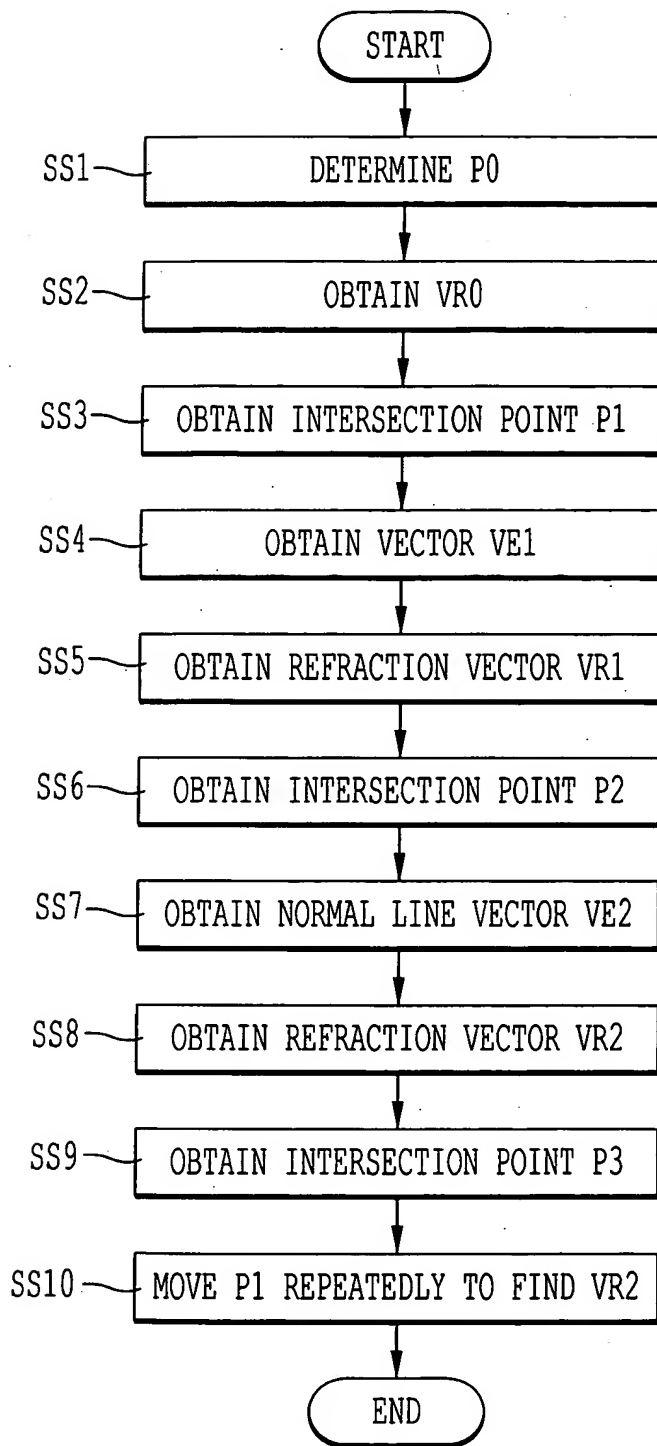 START
SS1 DETERMINE P0
SS2 OBTAIN VR0
SS3 OBTAIN INTERSECTION POINT P1
SS4 OBTAIN VECTOR VE1
SS5 OBTAIN REFRACTION VECTOR VR1
SS6 OBTAIN INTERSECTION POINT P2
SS7 OBTAIN NORMAL LINE VECTOR VE2
SS8 OBTAIN REFRACTION VECTOR VR2
SS9 OBTAIN INTERSECTION POINT P3
SS10 MOVE P1 REPEATEDLY TO FIND VR2
END